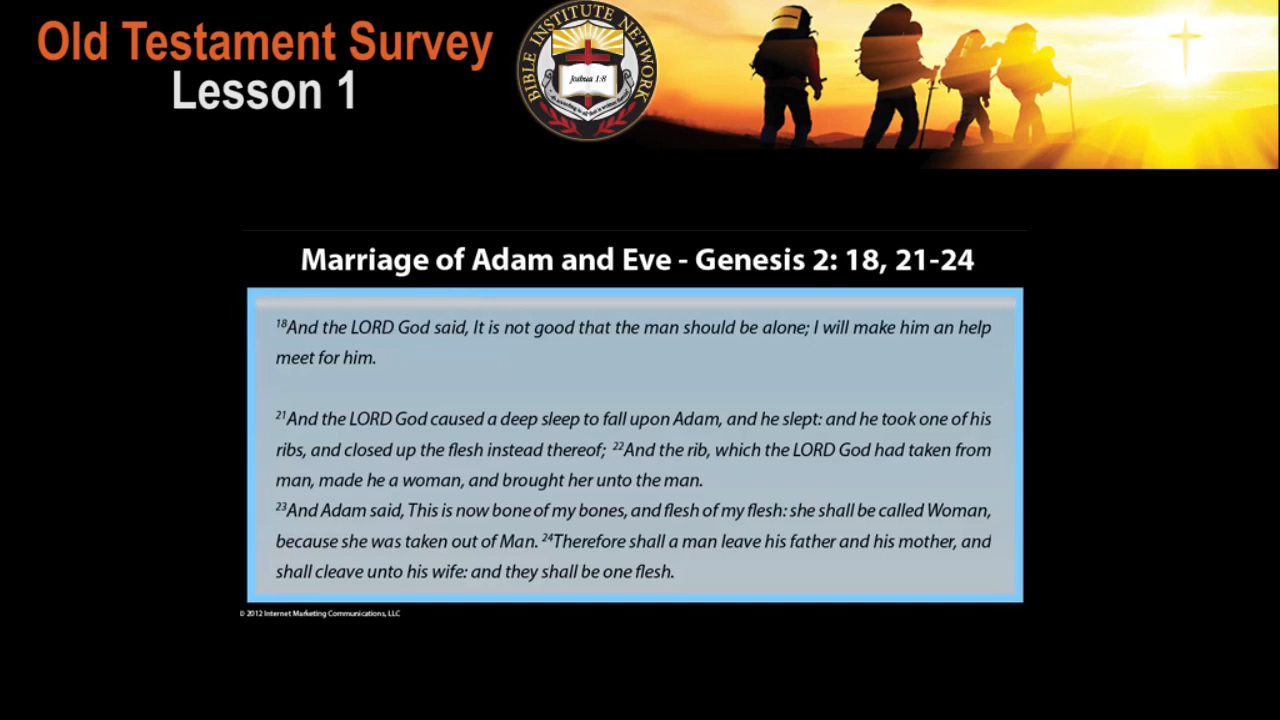 Old Testament Survey
Lesson 1
BIBLE INSTITUTE NETWORK
Joshua 1:8
Marriage of Adam and Eve - Genesis 2: 18, 21-24
18And the LORD God said, It is not good that the man should be alone; I will make him an help
meet for him.
21And the LORD God caused a deep sleep to fall upon Adam, and he slept: and he took one of his
ribs, and closed up the flesh instead thereof; 22And the rib, which the LORD God had taken from
man, made he a woman, and brought her unto the man.
23And Adam said, This is now bone of my bones, and flesh of my flesh: she shall be called Woman,
because she was taken out of Man. 24Therefore shall a man leave his father and his mother, and
shall cleave unto his wife: and they shall be one flesh.
© 2012 Internet Marketing Communications, LLC